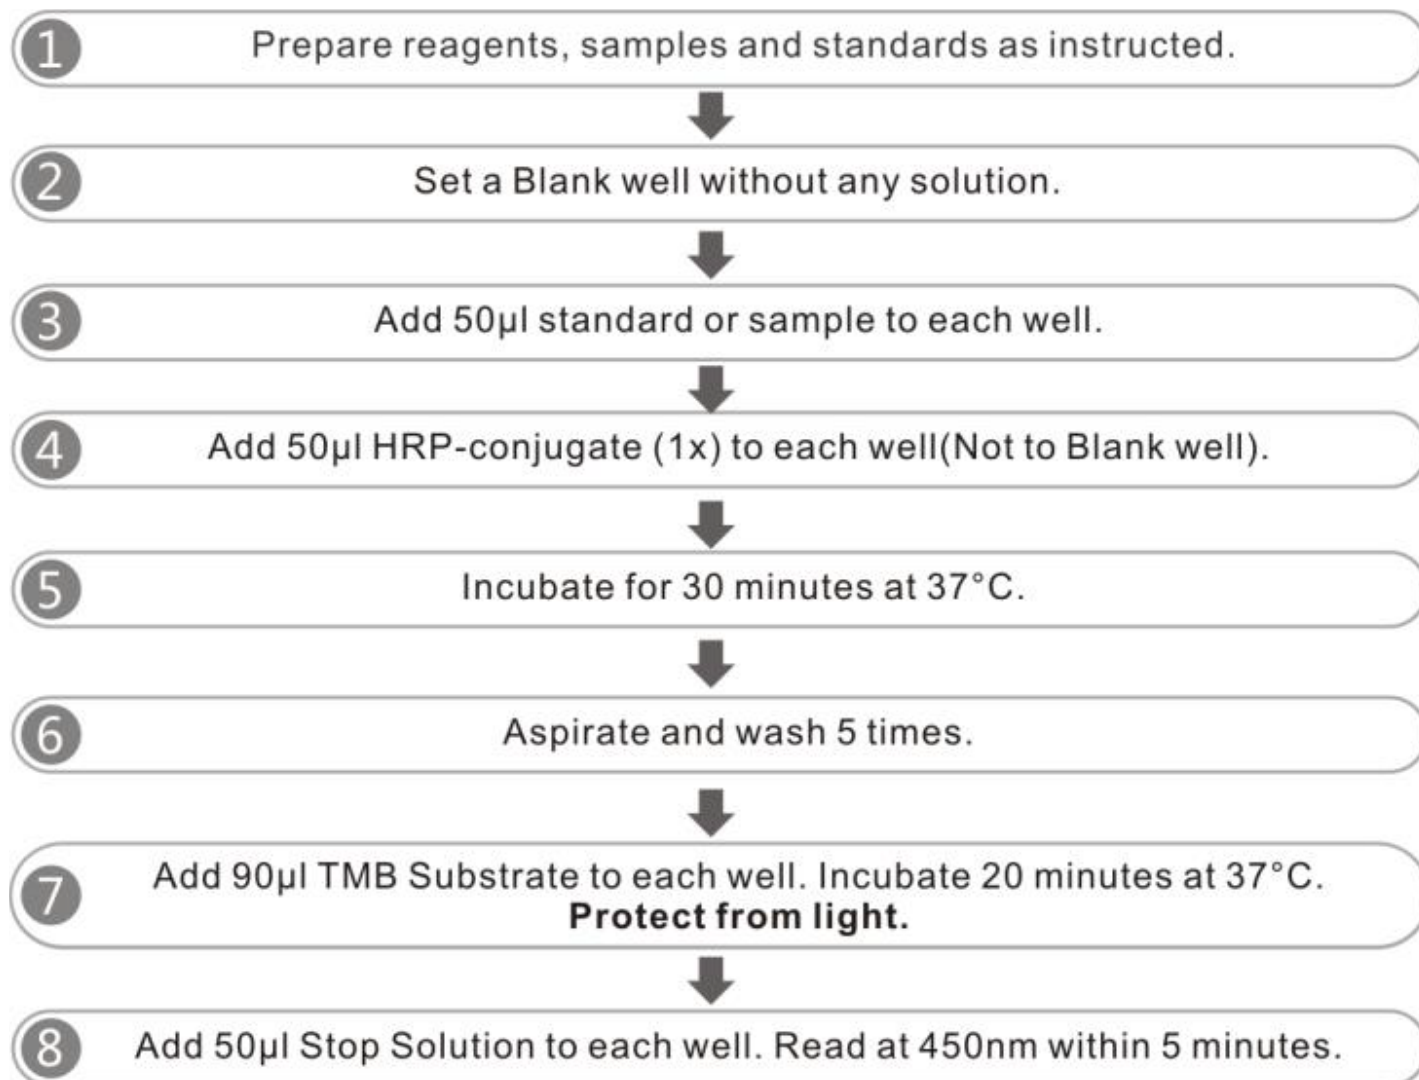 1 Prepare reagents, samples and standards as instructed.
2 Set a Blank well without any solution.
3 Add 50µl standard or sample to each well.
4 Add 50µl HRP-conjugate (1x) to each well(Not to Blank well).
5 Incubate for 30 minutes at 37°C.
6 Aspirate and wash 5 times.
7 Add 90µl TMB Substrate to each well. Incubate 20 minutes at 37°C.
Protect from light.
8 Add 50µl Stop Solution to each well. Read at 450nm within 5 minutes.